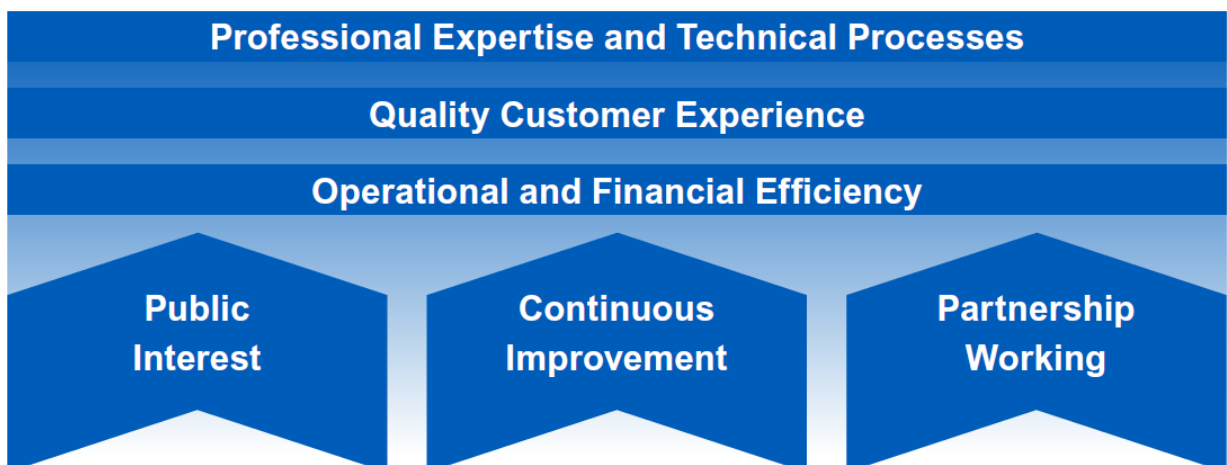 Professional Expertise and Technical Processes
Quality Customer Experience
Operational and Financial Efficiency
Public
Interest
Continuous
Improvement
Partnership
Working